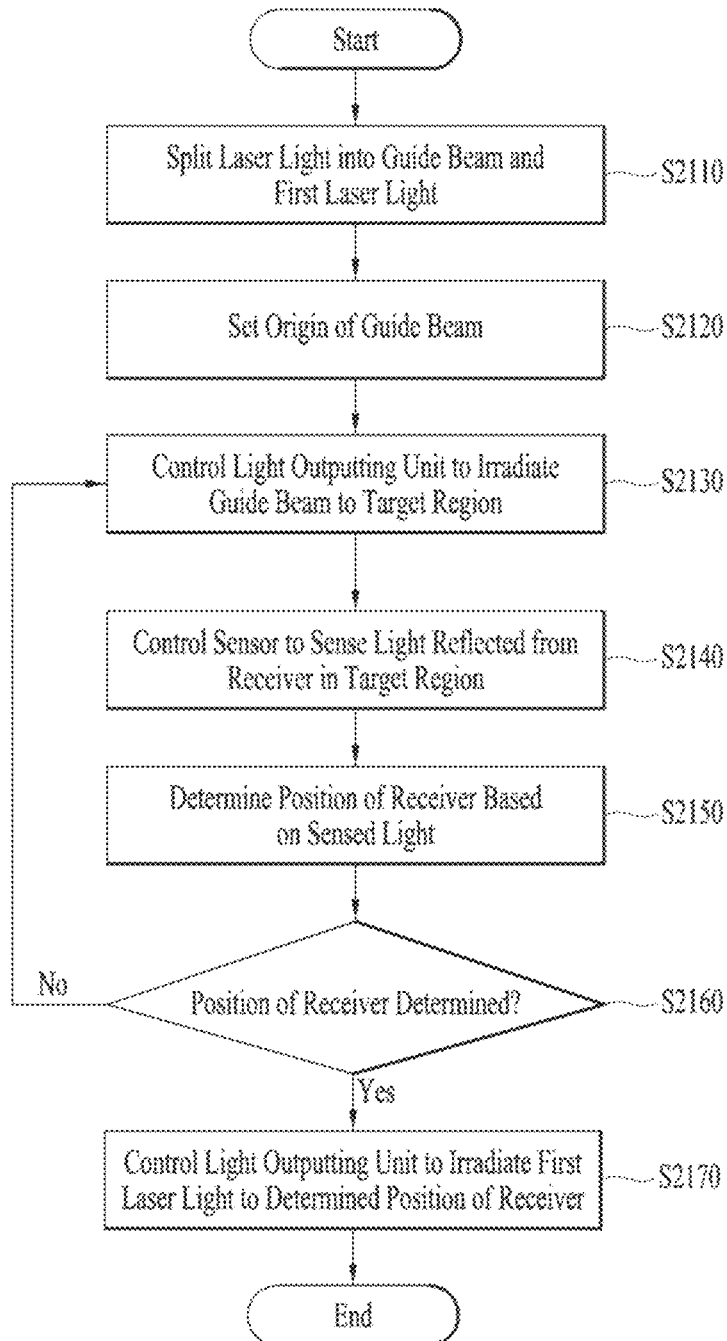 Start
Split Laser Light into Guide Beam and
First Laser Light
S2110
Set Origin of Guide Beam
S2120
Control Light Outputting Unit to Irradiate
Guide Beam to Target Region
S2130
Control Sensor to Sense Light Reflected from
Receiver in Target Region
S2140
Determine Position of Receiver Based
on Sensed Light
S2150
No
Position of Receiver Determined?
S2160
Yes
Control Light Outputting Unit to Irradiate First
Laser Light to Determined Position of Receiver
S2170
End